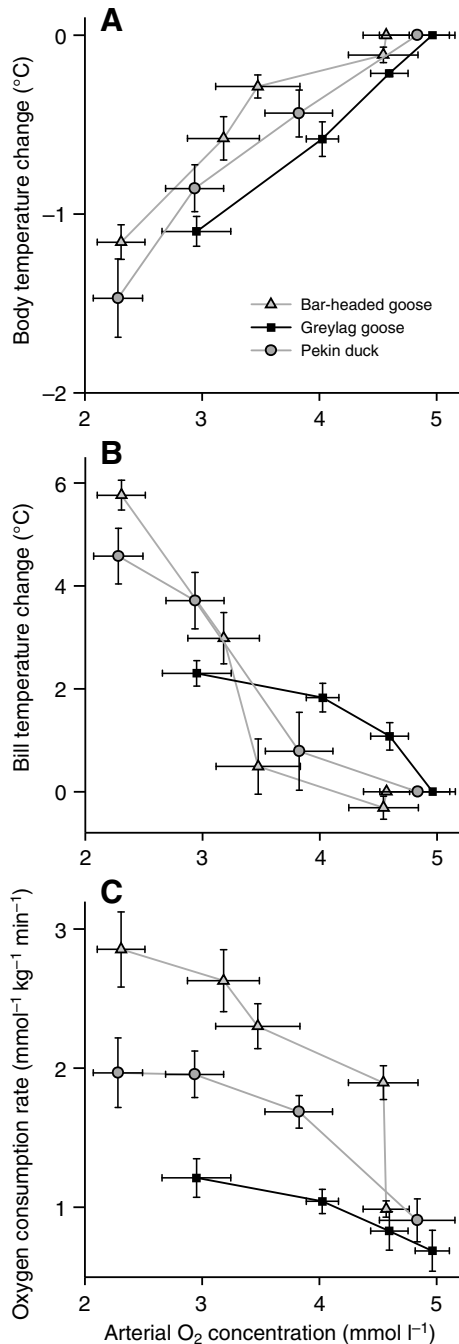 A
Body temperature change (°C)
0
−1
−2
2
3
4
5
Bar-headed goose
Greylag goose
Pekin duck
B
Bill temperature change (°C)
6
4
2
0
2
3
4
5
C
Oxygen consumption rate (mmol⁻¹ kg⁻¹ min⁻¹)
3
2
1
2
3
4
5
Arterial O₂ concentration (mmol l⁻¹)